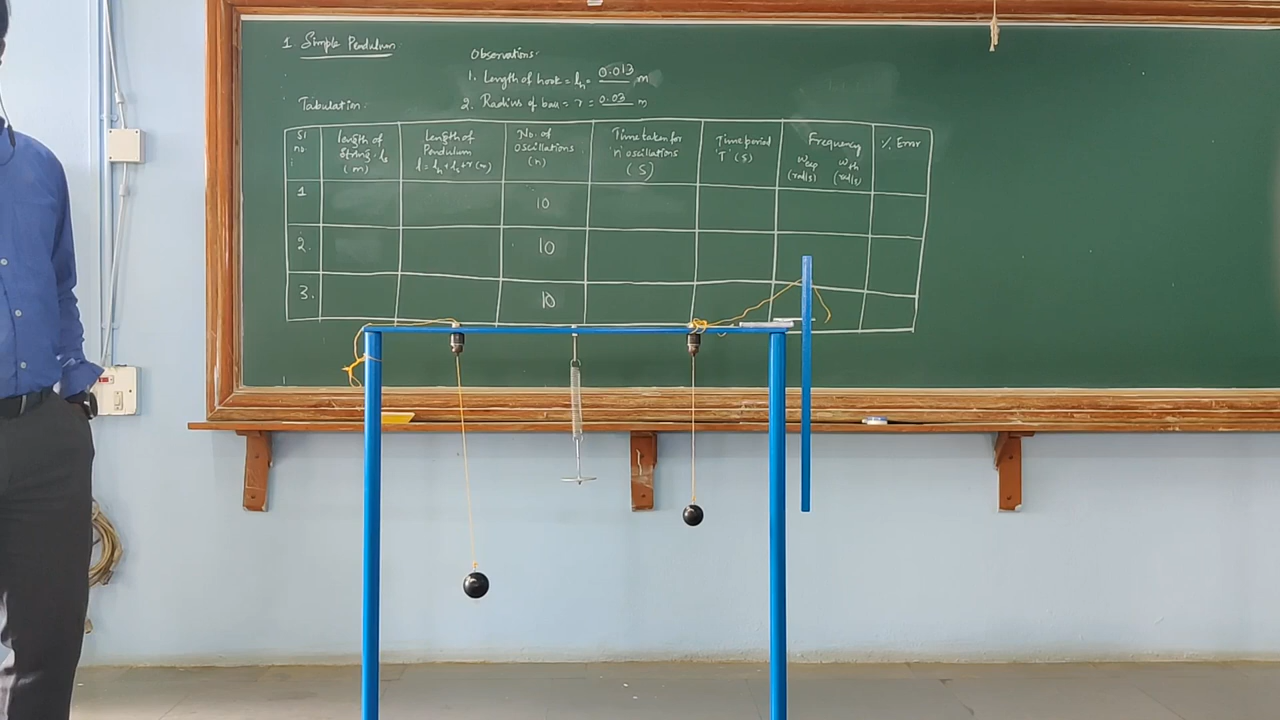 1 Simple Pendulum
Observations:
1. Length of hook = lh = 0.013 m
Tabulation:
2. Radius of ball = r = 0.03 m
Sl no. :
length of String. ls (m)
Length of Pendulum l = lh + ls + r (m)
No. of Oscillations (n)
Time taken for 'n' oscillations (S)
Time period 'T' (S)
Frequency
ωexp (rad/s)
ωth (rad/s)
% Error
1 10
2. 10
3. 10